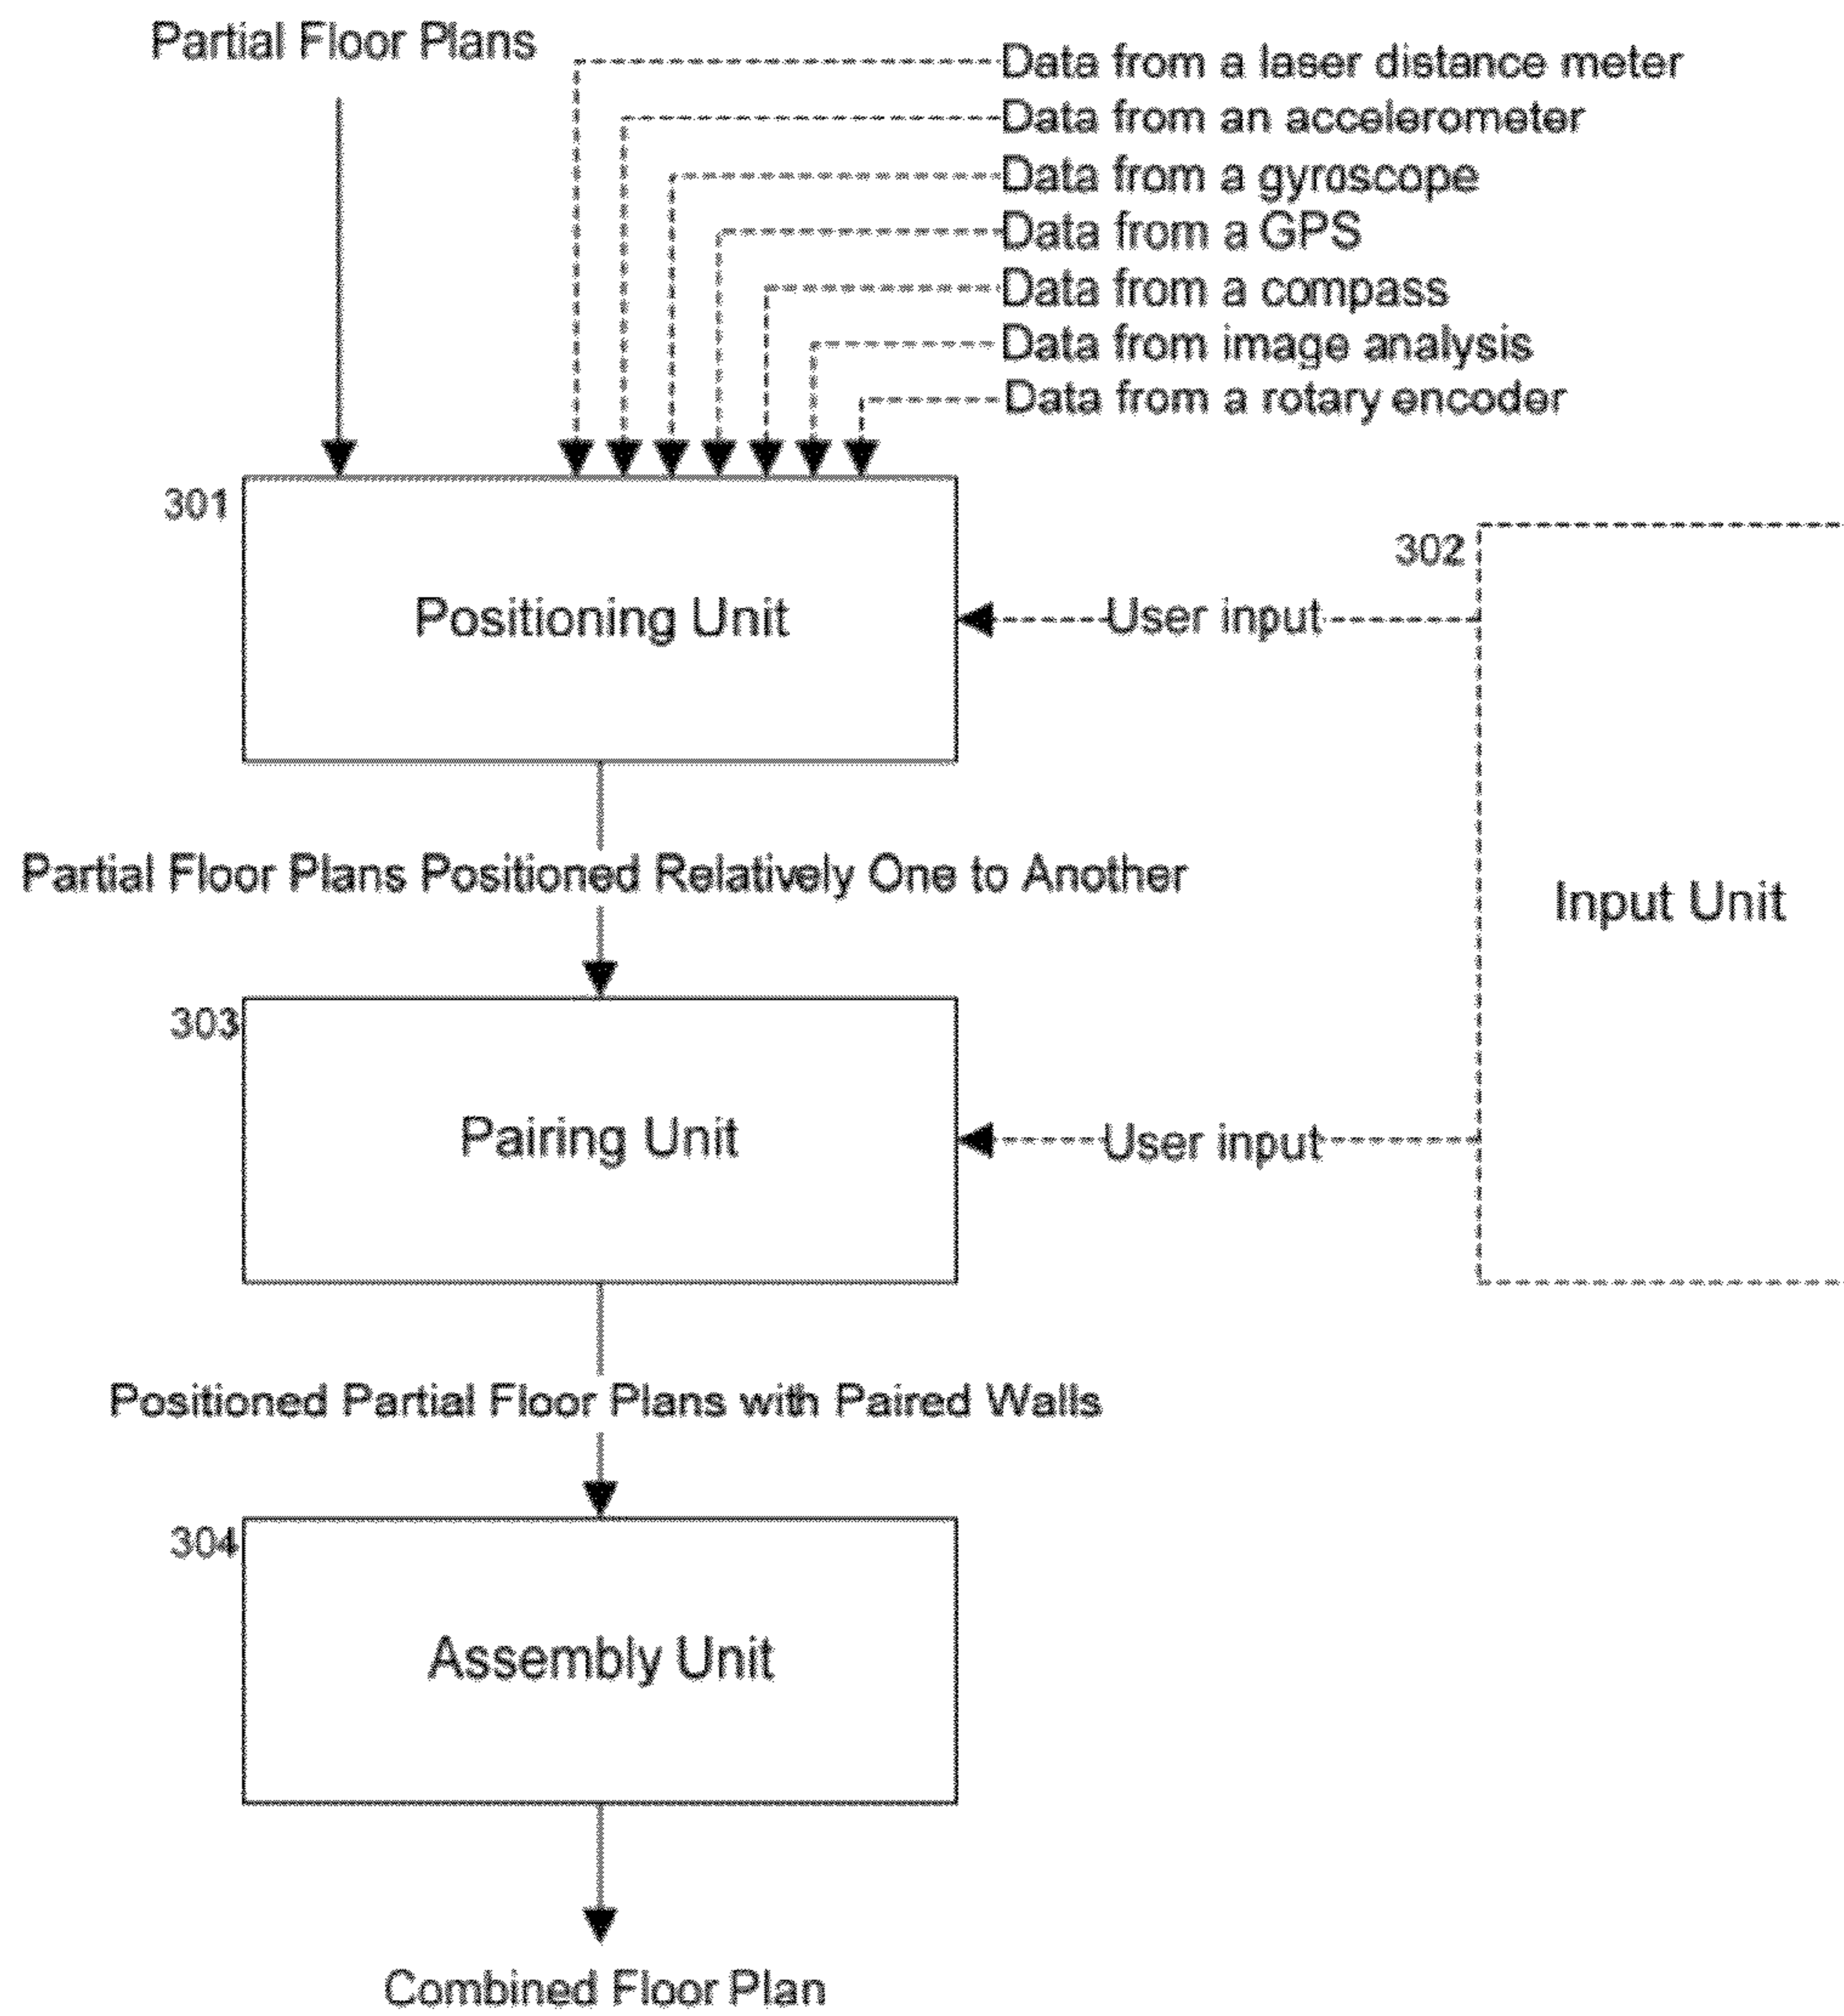 Partial Floor Plans
Data from a laser distance meter
Data from an accelerometer
Data from a gyroscope
Data from a GPS
Data from a compass
Data from image analysis
Data from a rotary encoder
301
Positioning Unit
User input
302
Input Unit
Partial Floor Plans Positioned Relatively One to Another
303
Pairing Unit
User input
Positioned Partial Floor Plans with Paired Walls
304
Assembly Unit
Combined Floor Plan